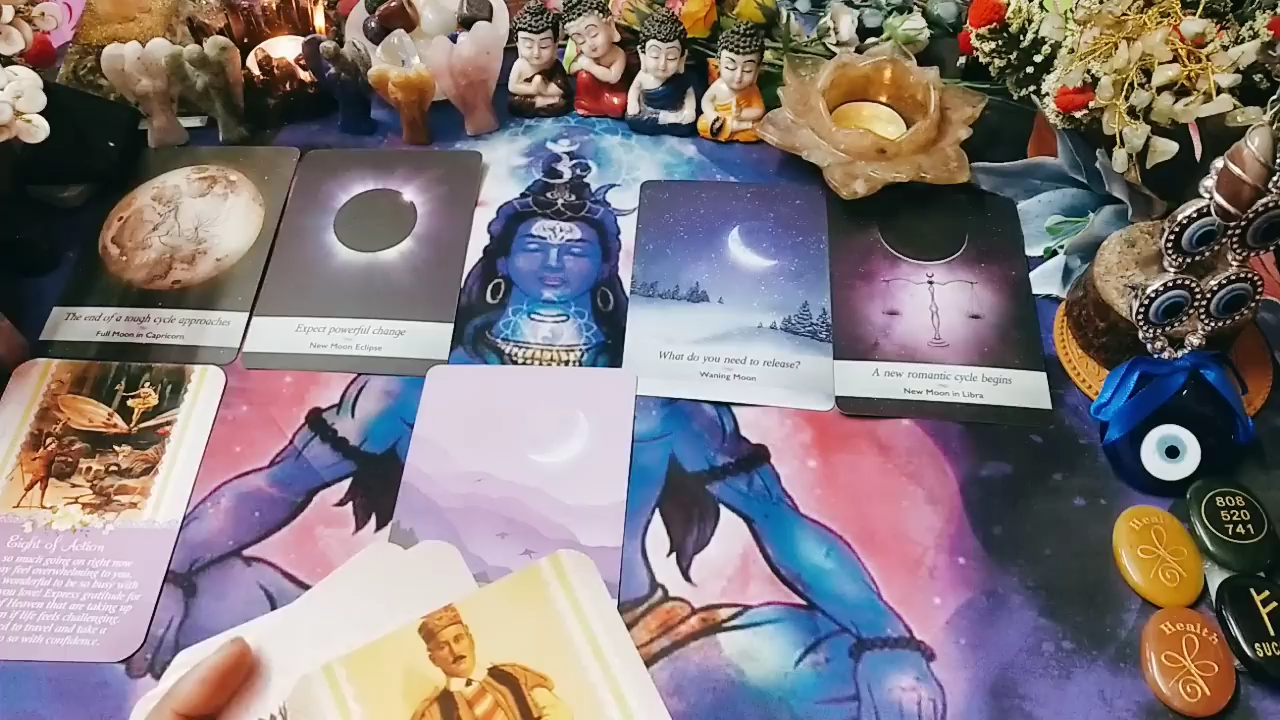 The end of a tough cycle approaches
Full Moon in Capricorn
Expect powerful change
New Moon Eclipse
What do you need to release?
Waning Moon
A new romantic cycle begins
New Moon in Libra
Eight of Action
so much going on right now
ay feel overwhelming to you.
wonderful to be so busy with
you love! Express gratitude for
of Heaven that are taking up
n if life feels challenging.
ed to travel and take a
s so with confidence.
808
520
741
Heal
Health
SUC